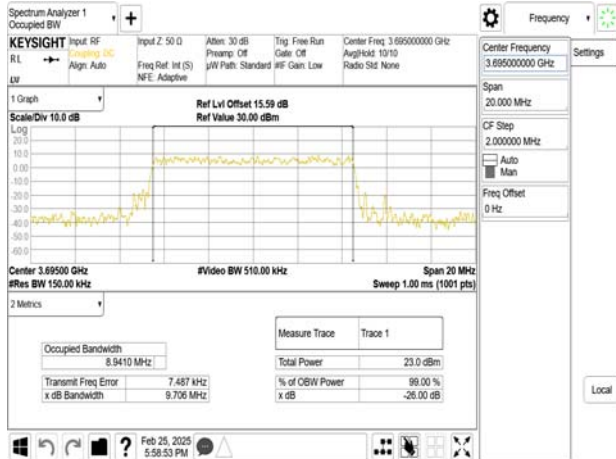 Spectrum Analyzer 1
Occupied BW
Frequency
KEYSIGHT
Input: RF
Coupling: DC
Align: Auto
Input Z: 50 Ω
Freq Ref: Int (S)
NFE: Adaptive
Atten: 30 dB
Preamp: Off
µW Path: Standard
Trig: Free Run
Gate: Off
#IF Gain: Low
Center Freq: 3.695000000 GHz
Avg|Hold: 10/10
Radio Std: None
RL
Center Frequency
3.695000000 GHz
Settings
Span
20.000 MHz
CF Step
2.000000 MHz
Auto
Man
Freq Offset
0 Hz
Local
1 Graph
Scale/Div 10.0 dB
Ref Lvl Offset 15.59 dB
Ref Value 30.00 dBm
Log
20.0
10.0
0.00
-10.0
-20.0
-30.0
-40.0
-50.0
-60.0
Center 3.69500 GHz
#Res BW 150.00 kHz
#Video BW 510.00 kHz
Span 20 MHz
Sweep 1.00 ms (1001 pts)
2 Metrics
Measure Trace Trace 1
Occupied Bandwidth
8.9410 MHz
Total Power 23.0 dBm
Transmit Freq Error 7.487 kHz
% of OBW Power 99.00 %
x dB Bandwidth 9.706 MHz
x dB -26.00 dB
Feb 25, 2025
5:58:53 PM